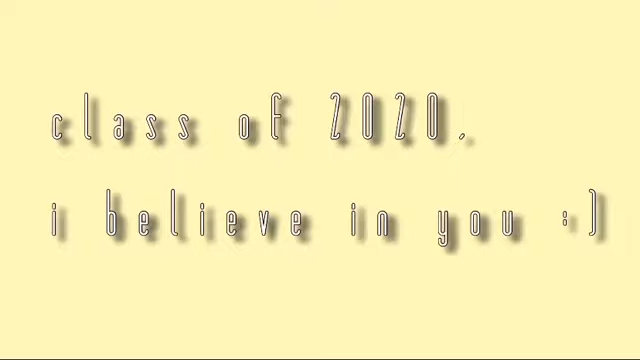 class of 2020,
i believe in you :)